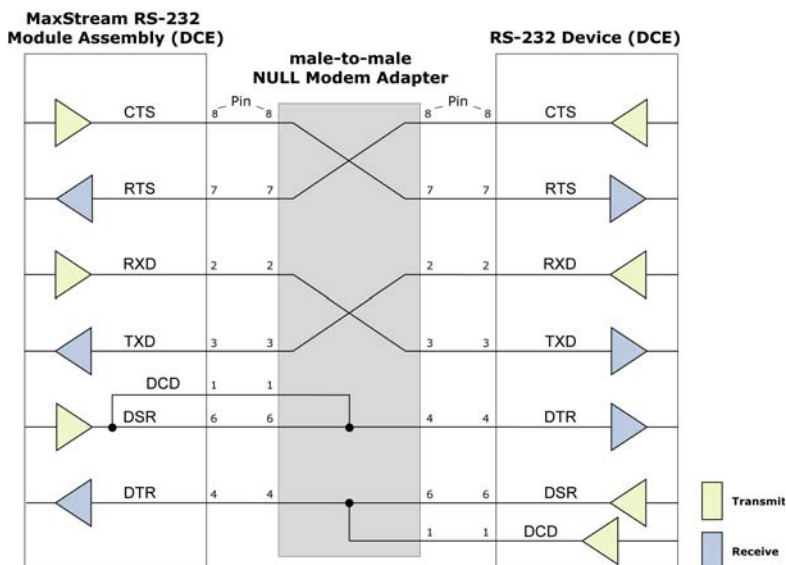 MaxStream RS-232
Module Assembly (DCE)
male-to-male
NULL Modem Adapter
RS-232 Device (DCE)
CTS 8 Pin 8 8 Pin 8 CTS
RTS 7 7 7 7 RTS
RXD 2 2 2 2 RXD
TXD 3 3 3 3 TXD
DCD 1 1
DSR 6 6 4 4 DTR
DTR 4 4 6 6 DSR
1 1 DCD
Transmit
Receive